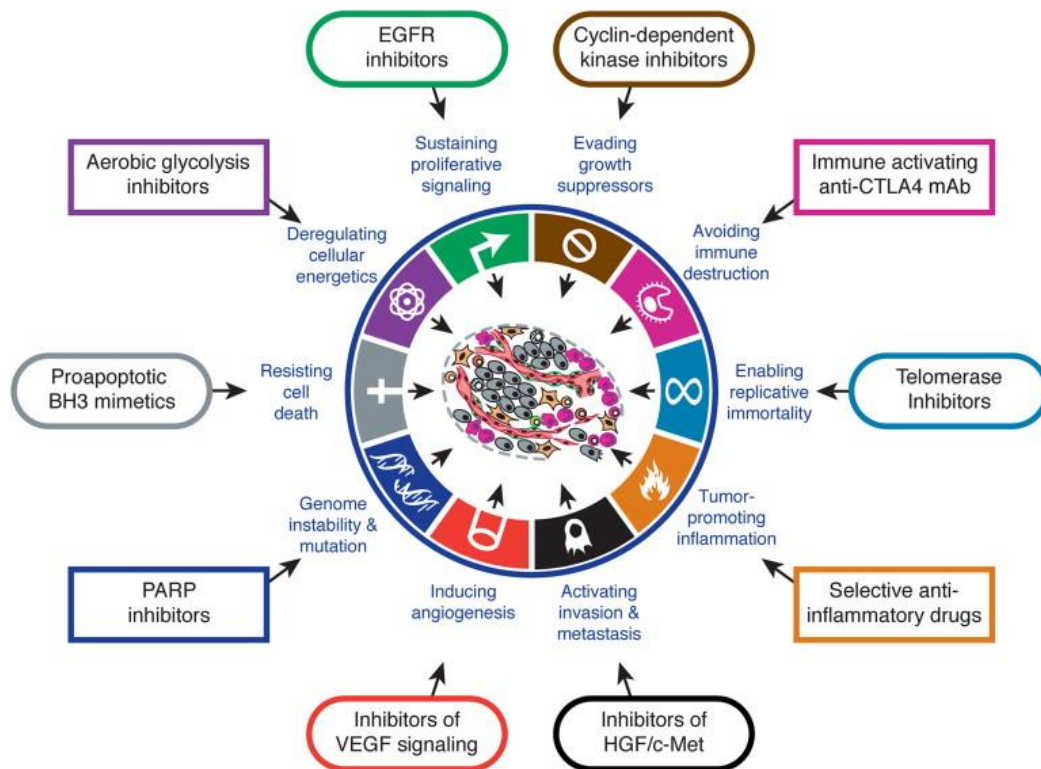 EGFR
inhibitors
Cyclin-dependent
kinase inhibitors
Sustaining
proliferative
signaling
Evading
growth
suppressors
Aerobic glycolysis
inhibitors
Immune activating
anti-CTLA4 mAb
Deregulating
cellular
energetics
Avoiding
immune
destruction
Proapoptotic
BH3 mimetics
Resisting
cell
death
Enabling
replicative
immortality
Telomerase
Inhibitors
Genome
instability &
mutation
Tumor-
promoting
inflammation
PARP
inhibitors
Inducing
angiogenesis
Activating
invasion &
metastasis
Selective anti-
inflammatory drugs
Inhibitors of
VEGF signaling
Inhibitors of
HGF/c-Met